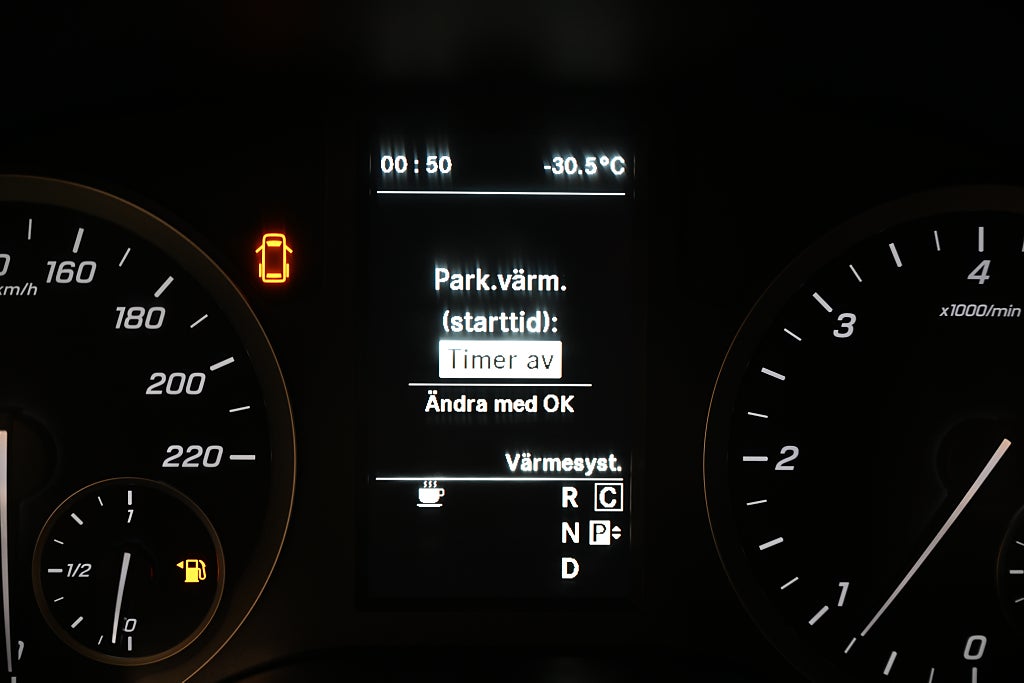 00:50 -30.5°C
Park.värm.
(starttid):
Timer av
Ändra med OK
Värmesyst.
R C
N P
D
km/h
160
180
200
220
1
1/2
0
4
x1000/min
3
2
1
0